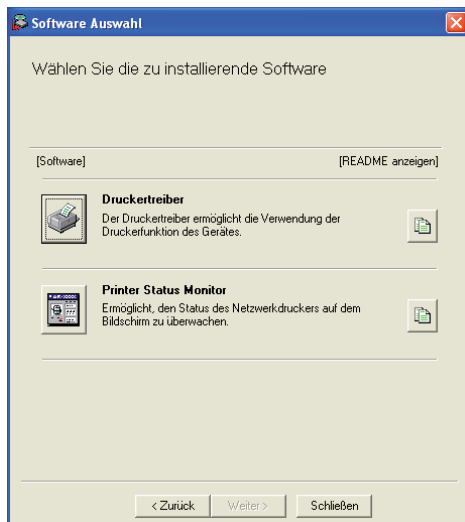 Software Auswahl
Wählen Sie die zu installierende Software
[Software] [README anzeigen]
Druckertreiber
Der Druckertreiber ermöglicht die Verwendung der
Druckerfunktion des Gerätes.
Printer Status Monitor
Ermöglicht, den Status des Netzwerkdruckers auf dem
Bildschirm zu überwachen.
< Zurück Weiter > Schließen